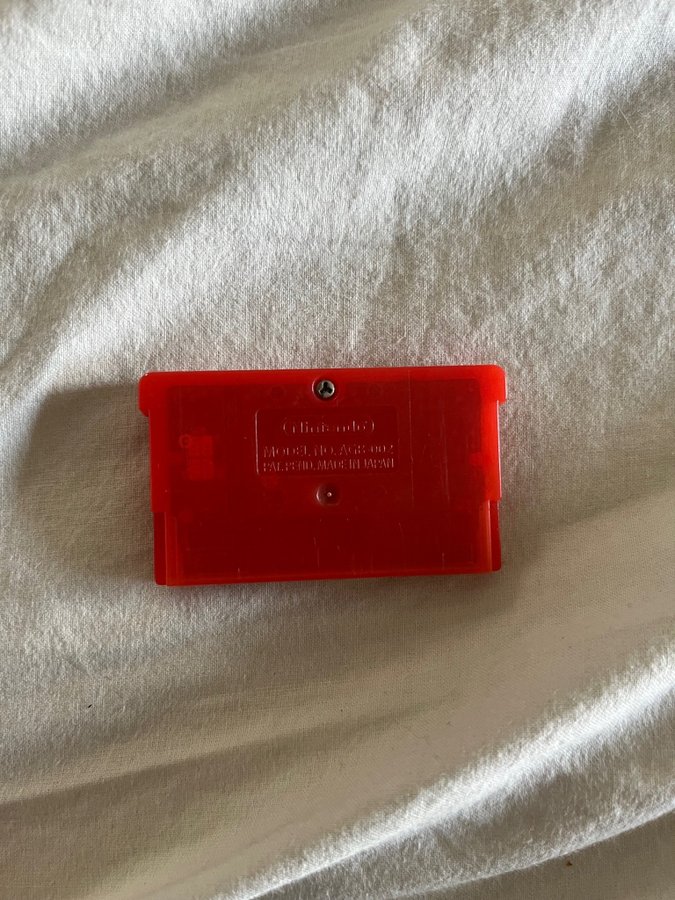 Nintendo
MODEL NO. AGB-002
PAT. PEND. MADE IN JAPAN